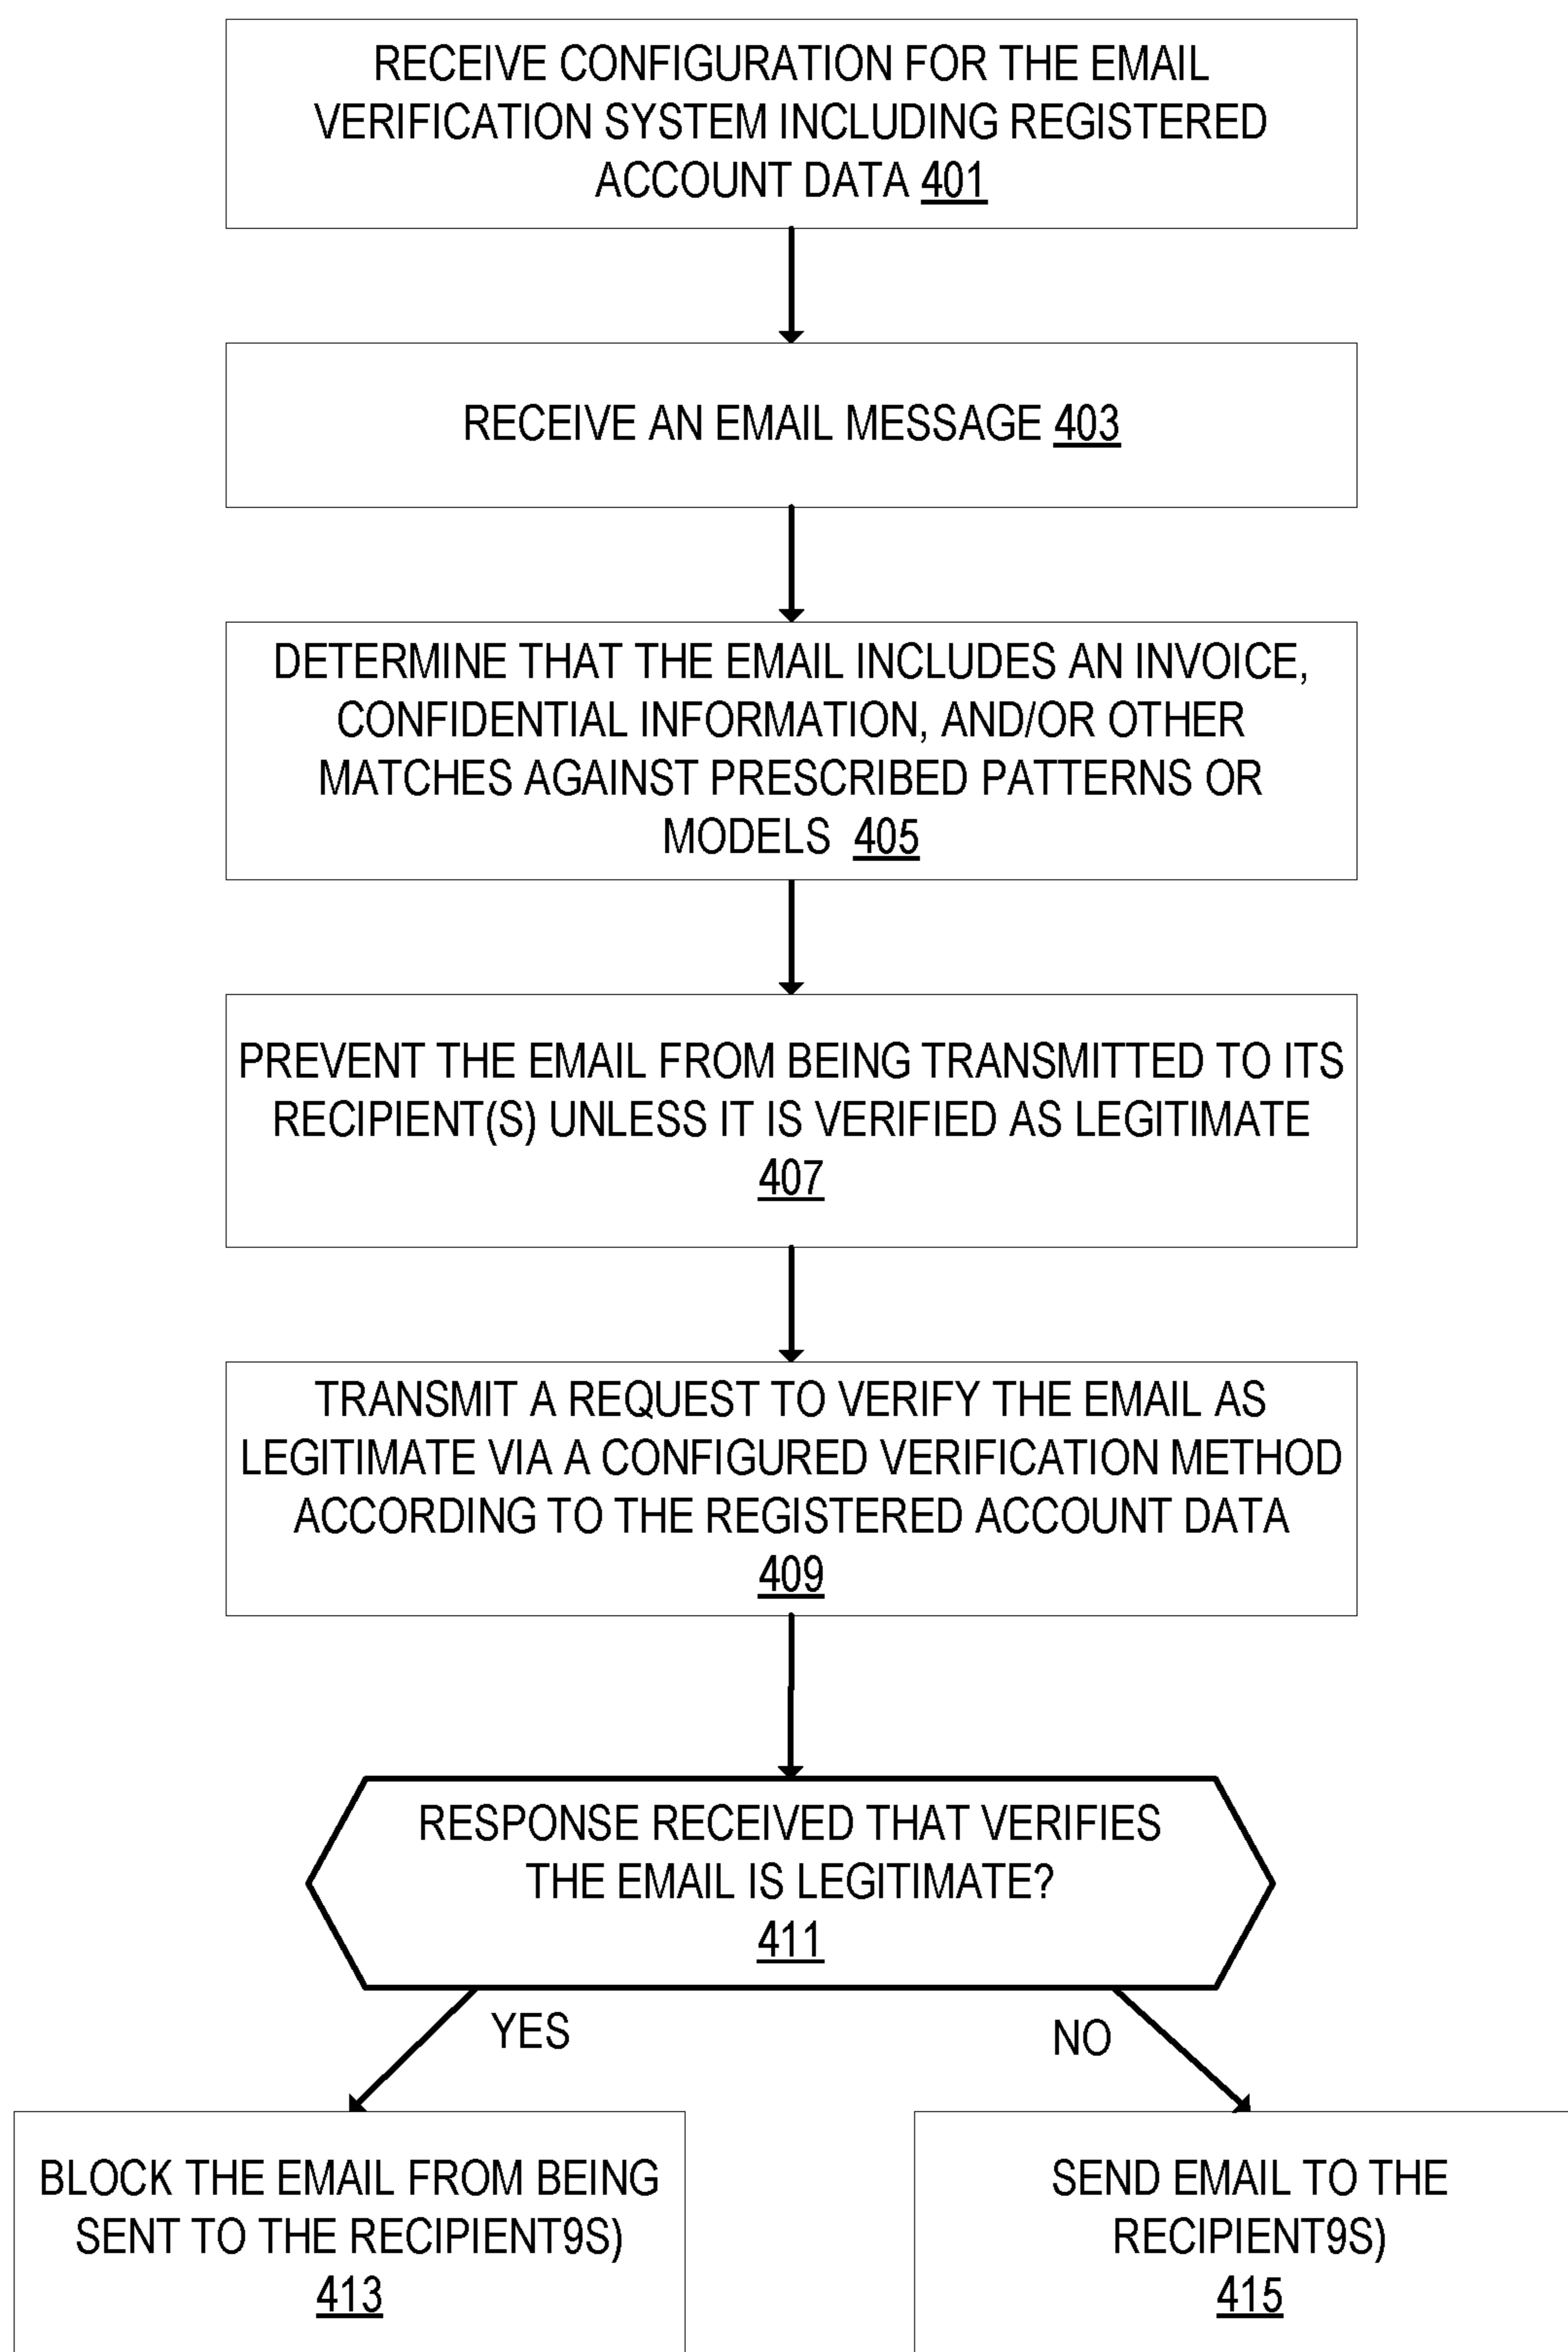 RECEIVE CONFIGURATION FOR THE EMAIL
VERIFICATION SYSTEM INCLUDING REGISTERED
ACCOUNT DATA 401
RECEIVE AN EMAIL MESSAGE 403
DETERMINE THAT THE EMAIL INCLUDES AN INVOICE,
CONFIDENTIAL INFORMATION, AND/OR OTHER
MATCHES AGAINST PRESCRIBED PATTERNS OR
MODELS 405
PREVENT THE EMAIL FROM BEING TRANSMITTED TO ITS
RECIPIENT(S) UNLESS IT IS VERIFIED AS LEGITIMATE
407
TRANSMIT A REQUEST TO VERIFY THE EMAIL AS
LEGITIMATE VIA A CONFIGURED VERIFICATION METHOD
ACCORDING TO THE REGISTERED ACCOUNT DATA
409
RESPONSE RECEIVED THAT VERIFIES
THE EMAIL IS LEGITIMATE?
411
YES
NO
BLOCK THE EMAIL FROM BEING
SENT TO THE RECIPIENT9S)
413
SEND EMAIL TO THE
RECIPIENT9S)
415